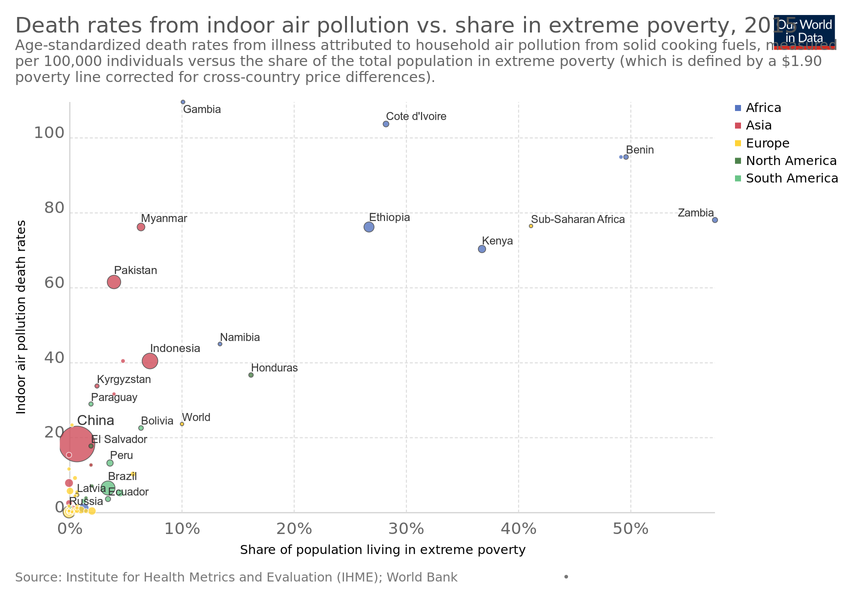 Death rates from indoor air pollution vs. share in extreme poverty, 2015
Our World
in Data
Age-standardized death rates from illness attributed to household air pollution from solid cooking fuels, measured
per 100,000 individuals versus the share of the total population in extreme poverty (which is defined by a $1.90
poverty line corrected for cross-country price differences).
Africa
Asia
Europe
North America
South America
Indoor air pollution death rates
100
80
60
40
20
0
Gambia
Cote d'Ivoire
Benin
Zambia
Myanmar
Ethiopia
Sub-Saharan Africa
Kenya
Pakistan
Namibia
Indonesia
Honduras
Kyrgyzstan
Paraguay
China
Bolivia
World
El Salvador
Peru
Brazil
Latvia
Ecuador
Russia
0%
10%
20%
30%
40%
50%
Share of population living in extreme poverty
Source: Institute for Health Metrics and Evaluation (IHME); World Bank